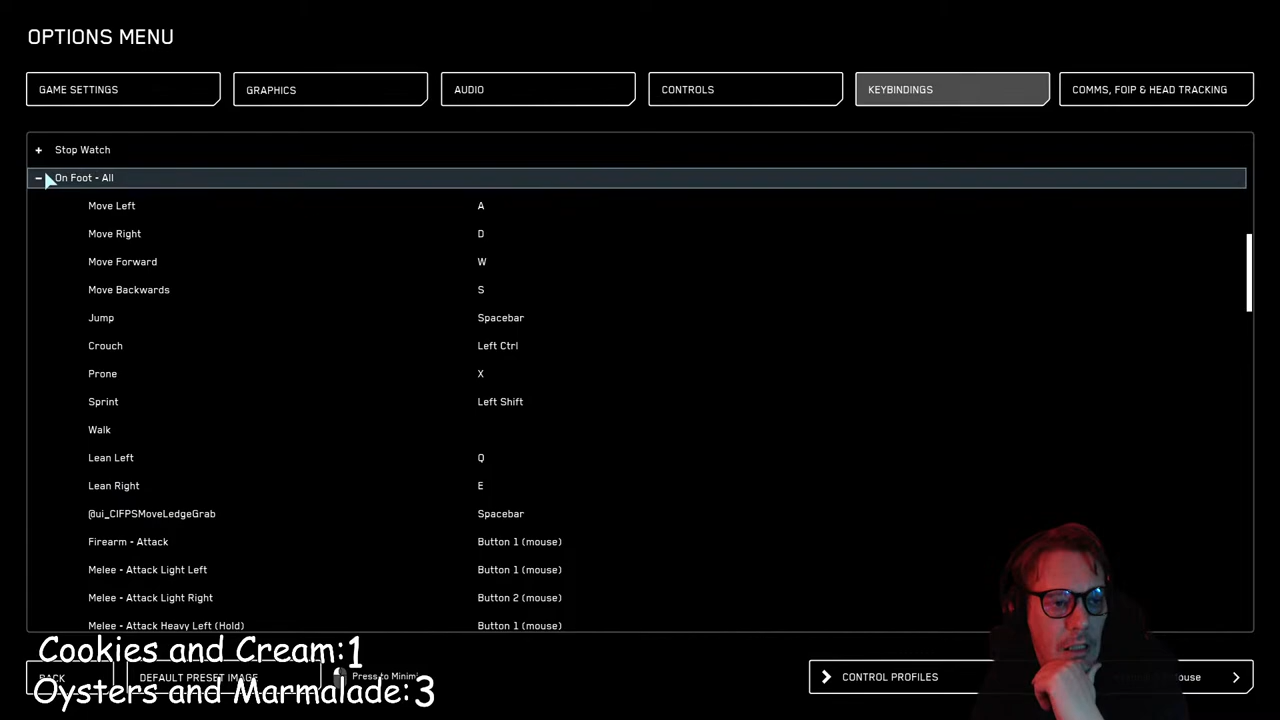 OPTIONS MENU
GAME SETTINGS
GRAPHICS
AUDIO
CONTROLS
KEYBINDINGS
COMMS, FOIP & HEAD TRACKING
+ Stop Watch
- On Foot - All
Move Left A
Move Right D
Move Forward W
Move Backwards S
Jump Spacebar
Crouch Left Ctrl
Prone X
Sprint Left Shift
Walk
Lean Left Q
Lean Right E
@ui_CIFPSMoveLedgeGrab Spacebar
Firearm - Attack Button 1 (mouse)
Melee - Attack Light Left Button 1 (mouse)
Melee - Attack Light Right Button 2 (mouse)
Melee - Attack Heavy Left (Hold) Button 1 (mouse)
Cookies and Cream:1
BACK
DEFAULT PRESET IMAGE
Press to Minimi
CONTROL PROFILES
Oysters and Marmalade:3